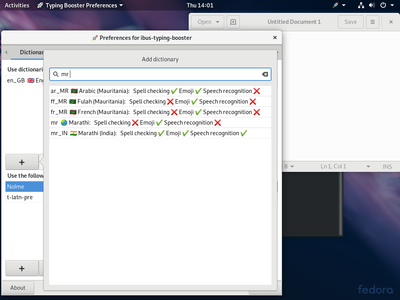 Activities
Typing Booster Preferences
Thu 14:01
Open
Untitled Document 1
Save
Preferences for ibus-typing-booster
Dictionar
Add dictionary
Use dictionari
mr
en_GB
ar_MR Arabic (Mauritania): Spell checking ✔ Emoji ✔ Speech recognition ❌
ff_MR Fulah (Mauritania): Spell checking ❌ Emoji ✔ Speech recognition ❌
fr_MR French (Mauritania): Spell checking ✔ Emoji ✔ Speech recognition ❌
mr Marathi: Spell checking ❌ Emoji ✔ Speech recognition ❌
mr_IN Marathi (India): Spell checking ✔ Emoji ✔ Speech recognition ✔
+
Ln 1, Col 1
INS
Use the follow
NoIme
t-latn-pre
+
About
fedora